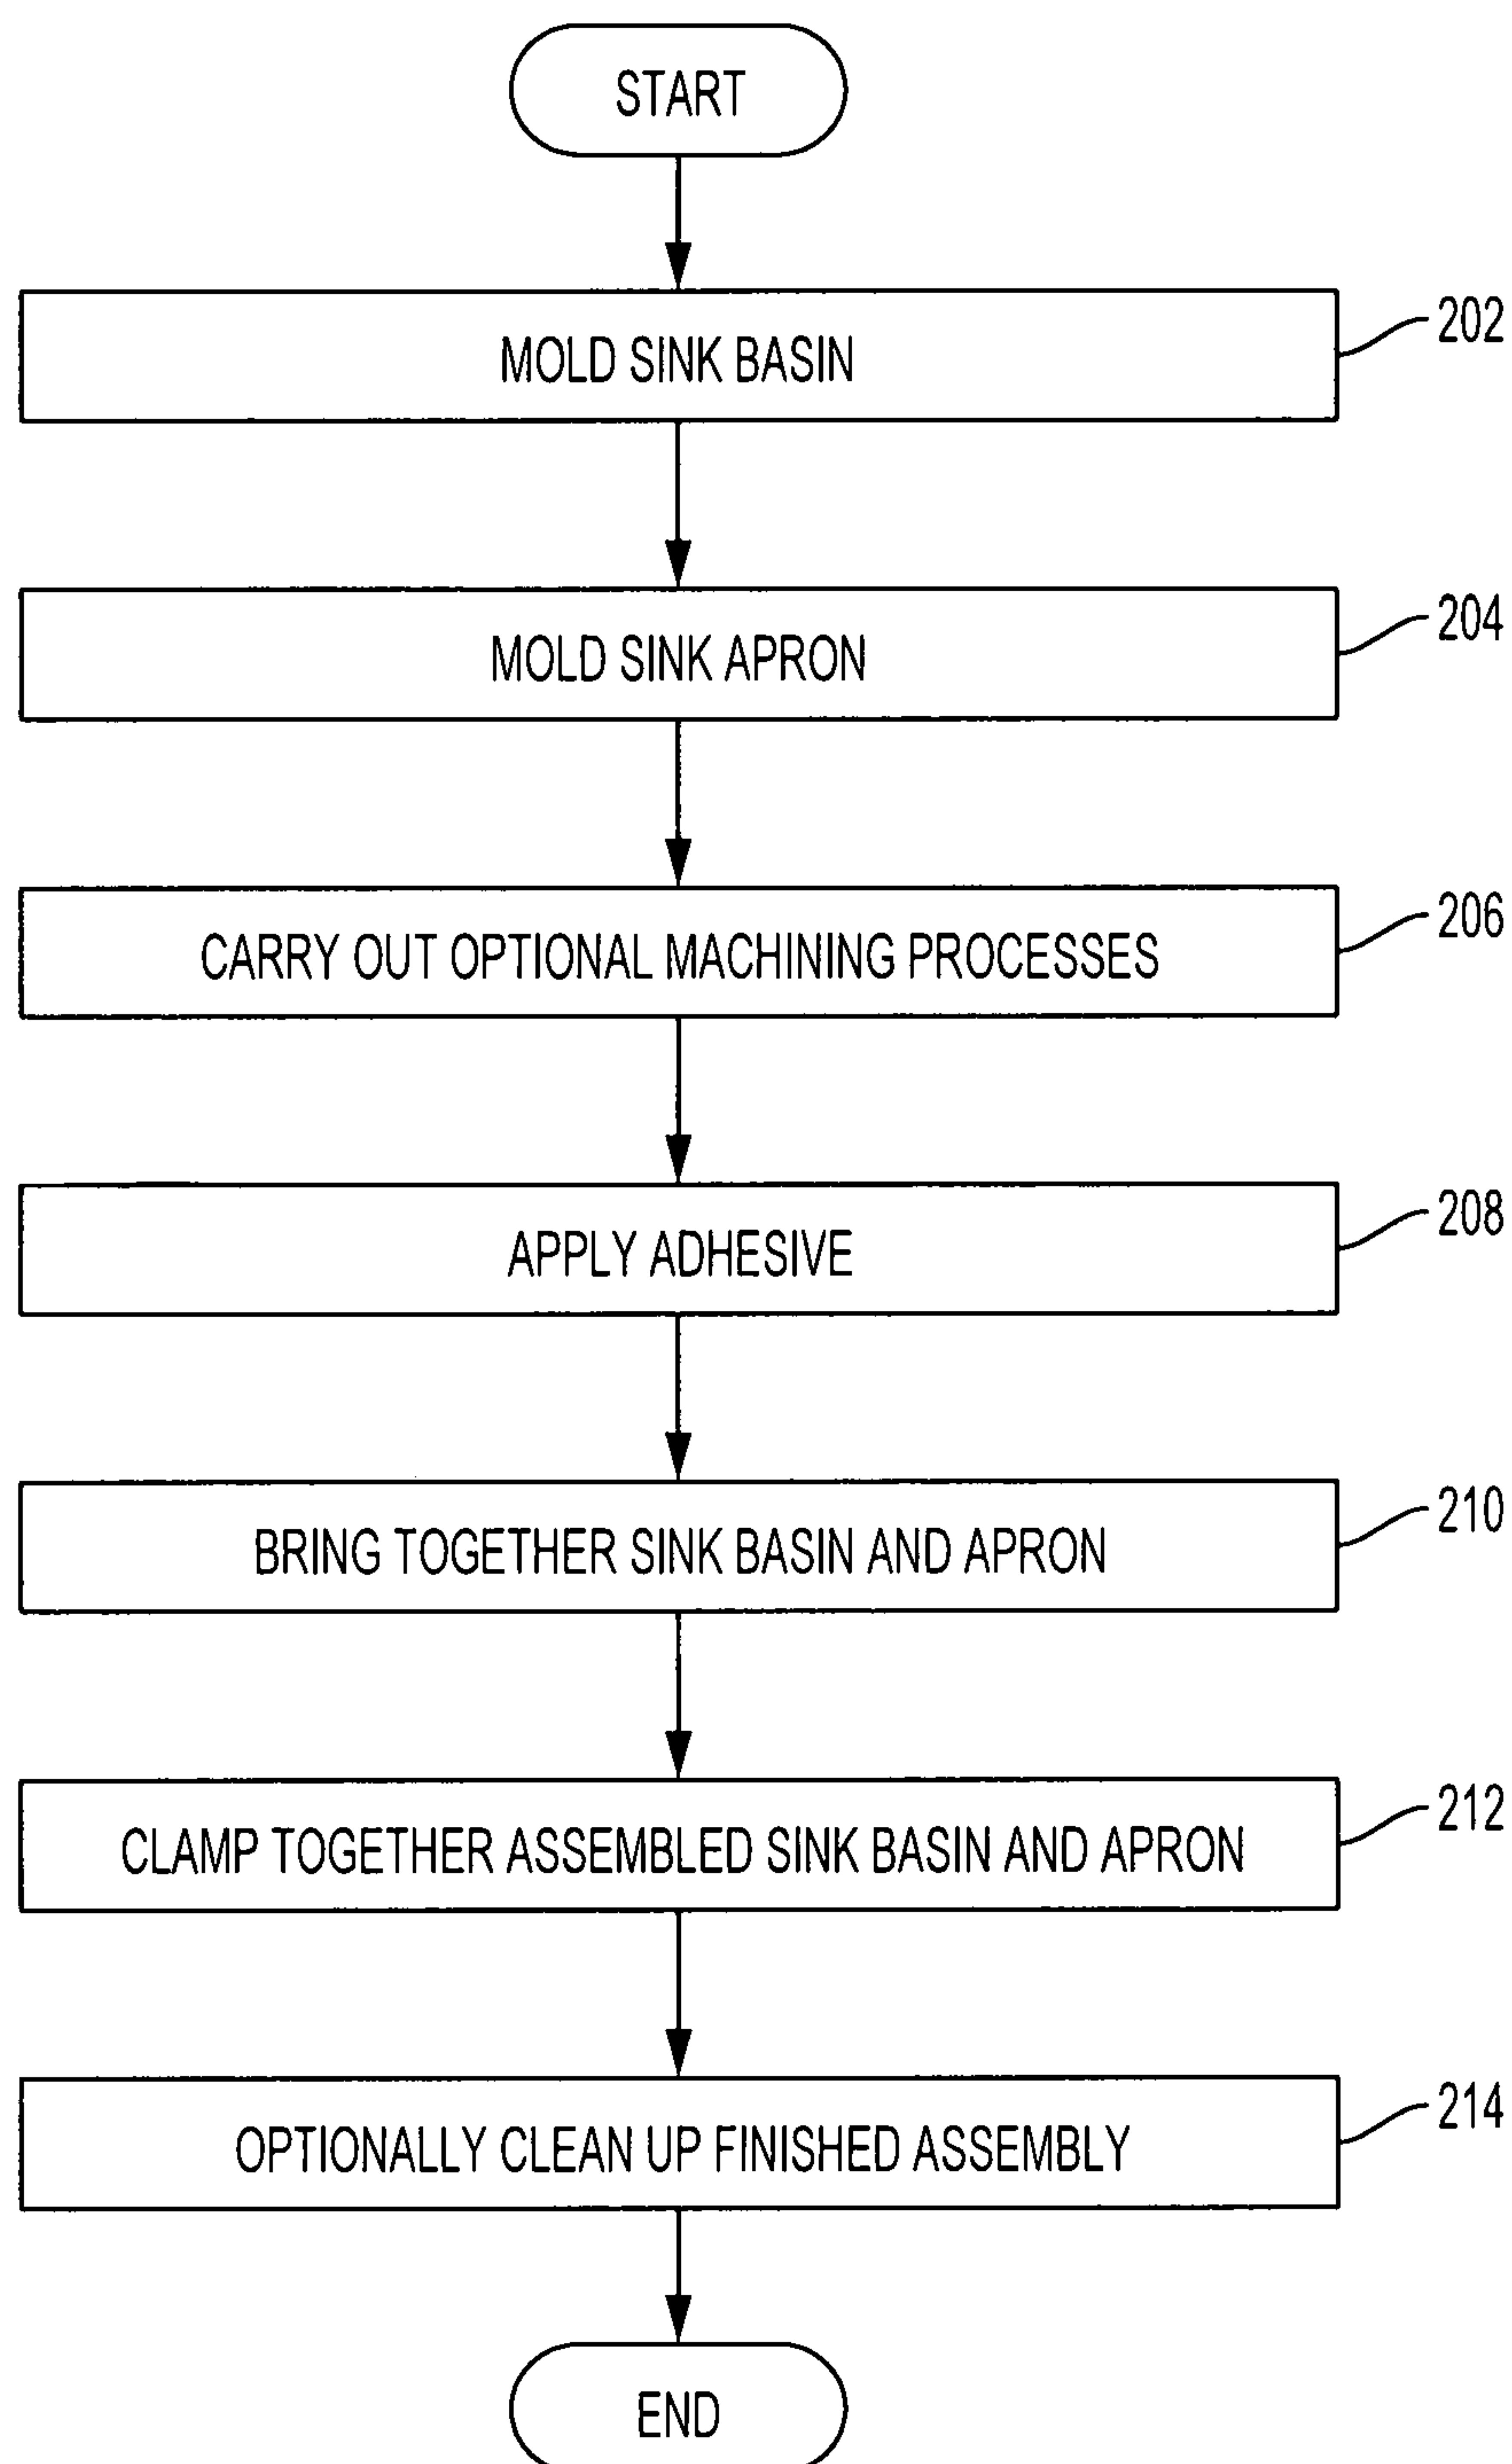 START
MOLD SINK BASIN
202
MOLD SINK APRON
204
CARRY OUT OPTIONAL MACHINING PROCESSES
206
APPLY ADHESIVE
208
BRING TOGETHER SINK BASIN AND APRON
210
CLAMP TOGETHER ASSEMBLED SINK BASIN AND APRON
212
OPTIONALLY CLEAN UP FINISHED ASSEMBLY
214
END